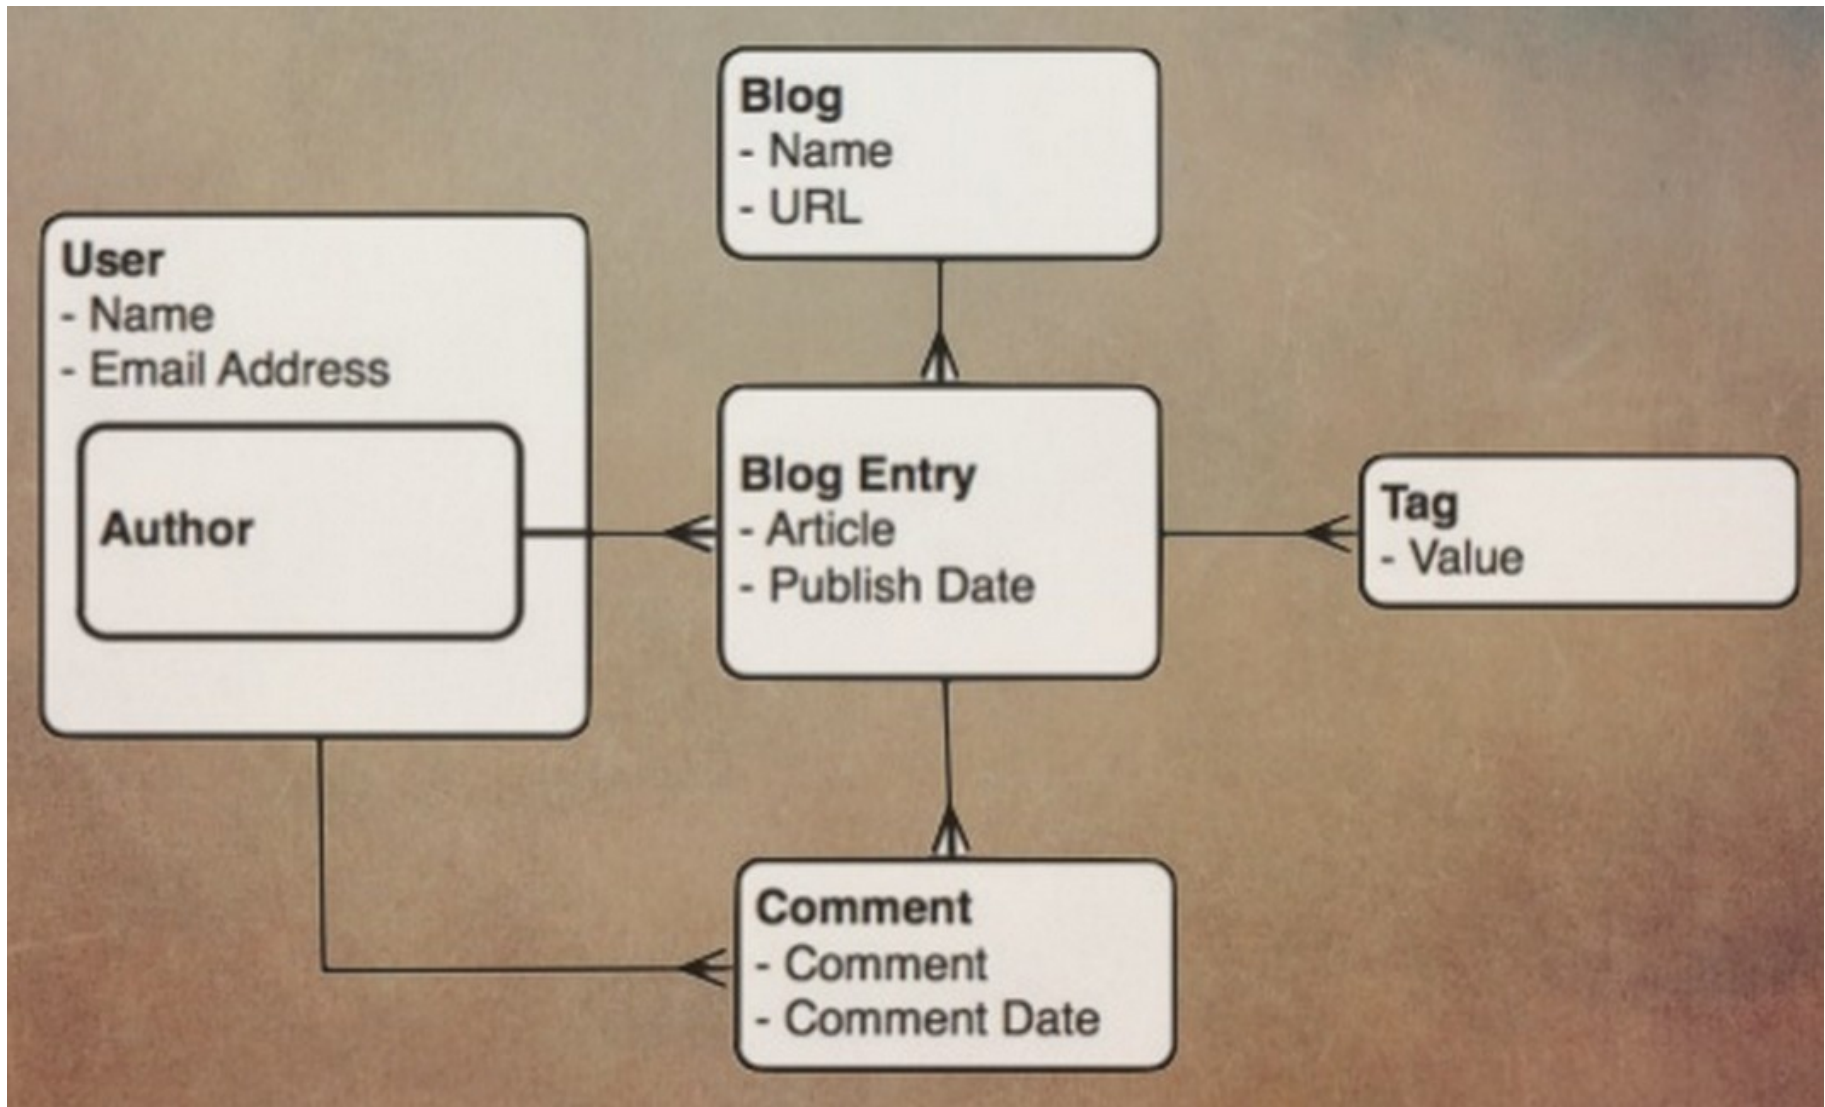 Blog
- Name
- URL
User
- Name
- Email Address
Author
Blog Entry
- Article
- Publish Date
Tag
- Value
Comment
- Comment
- Comment Date